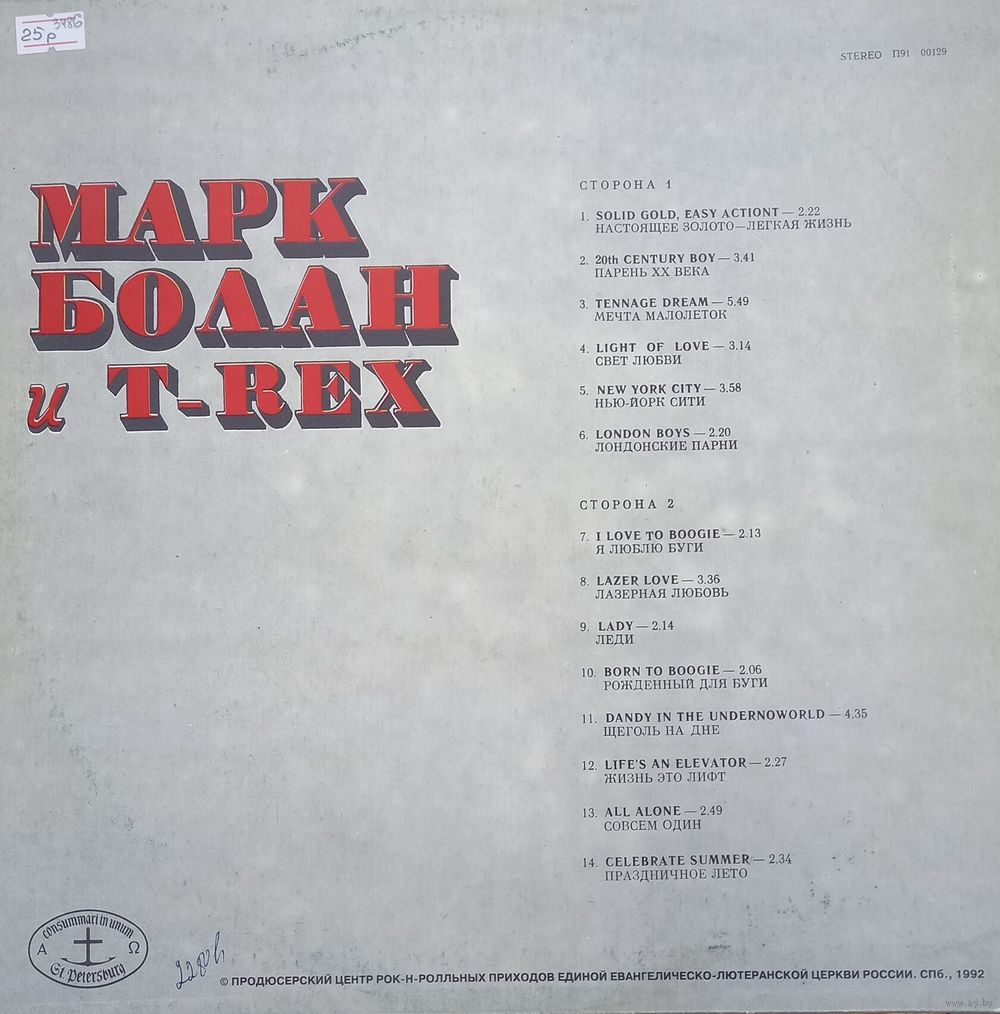 25р 3986
STEREO П91 00129
МАРК
БОЛАН
и T-REX
СТОРОНА 1
1. SOLID GOLD, EASY ACTIONT — 2.22
НАСТОЯЩЕЕ ЗОЛОТО—ЛЕГКАЯ ЖИЗНЬ
2. 20th CENTURY BOY — 3.41
ПАРЕНЬ XX ВЕКА
3. TENNAGE DREAM — 5.49
МЕЧТА МАЛОЛЕТОК
4. LIGHT OF LOVE — 3.14
СВЕТ ЛЮБВИ
5. NEW YORK CITY — 3.58
НЬЮ-ЙОРК СИТИ
6. LONDON BOYS — 2.20
ЛОНДОНСКИЕ ПАРНИ
СТОРОНА 2
7. I LOVE TO BOOGIE — 2.13
Я ЛЮБЛЮ БУГИ
8. LAZER LOVE — 3.36
ЛАЗЕРНАЯ ЛЮБОВЬ
9. LADY — 2.14
ЛЕДИ
10. BORN TO BOOGIE — 2.06
РОЖДЕННЫЙ ДЛЯ БУГИ
11. DANDY IN THE UNDERNOWORLD — 4.35
ЩЕГОЛЬ НА ДНЕ
12. LIFE'S AN ELEVATOR — 2.27
ЖИЗНЬ ЭТО ЛИФТ
13. ALL ALONE — 2.49
СОВСЕМ ОДИН
14. CELEBRATE SUMMER — 2.34
ПРАЗДНИЧНОЕ ЛЕТО
consummari in unum
Α Ω
St. Petersburg
© ПРОДЮСЕРСКИЙ ЦЕНТР РОК-Н-РОЛЛЬНЫХ ПРИХОДОВ ЕДИНОЙ ЕВАНГЕЛИЧЕСКО-ЛЮТЕРАНСКОЙ ЦЕРКВИ РОССИИ. СПб., 1992
www.ay.by